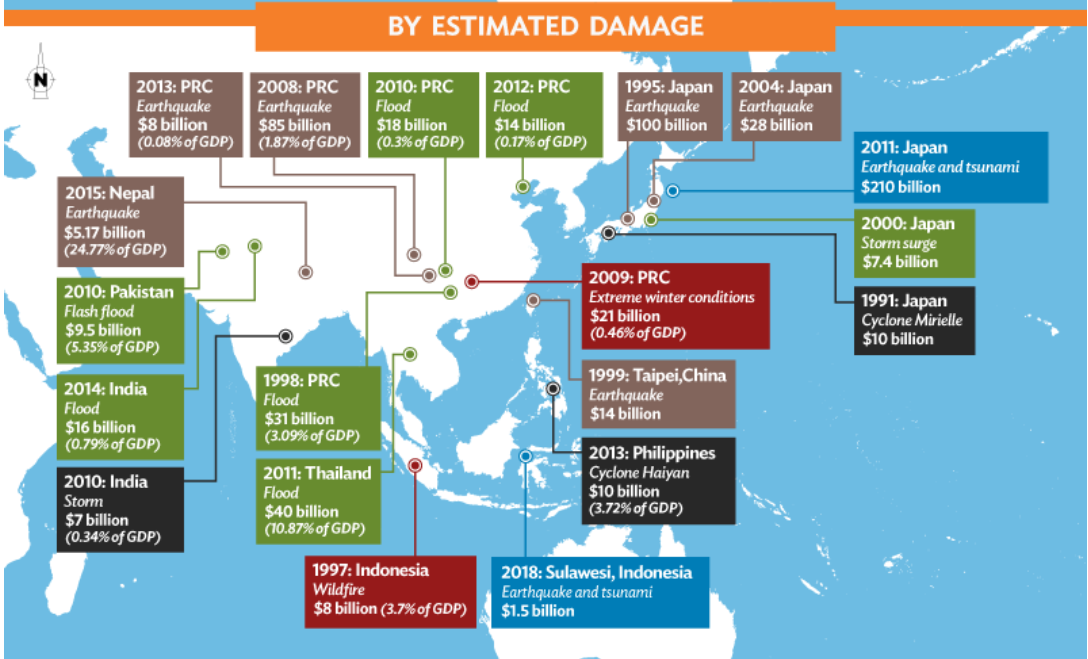 BY ESTIMATED DAMAGE
N
2013: PRC
Earthquake
$8 billion
(0.08% of GDP)
2008: PRC
Earthquake
$85 billion
(1.87% of GDP)
2010: PRC
Flood
$18 billion
(0.3% of GDP)
2012: PRC
Flood
$14 billion
(0.17% of GDP)
1995: Japan
Earthquake
$100 billion
2004: Japan
Earthquake
$28 billion
2011: Japan
Earthquake and tsunami
$210 billion
2015: Nepal
Earthquake
$5.17 billion
(24.77% of GDP)
2000: Japan
Storm surge
$7.4 billion
2010: Pakistan
Flash flood
$9.5 billion
(5.35% of GDP)
2009: PRC
Extreme winter conditions
$21 billion
(0.46% of GDP)
1991: Japan
Cyclone Mirielle
$10 billion
2014: India
Flood
$16 billion
(0.79% of GDP)
1998: PRC
Flood
$31 billion
(3.09% of GDP)
1999: Taipei,China
Earthquake
$14 billion
2010: India
Storm
$7 billion
(0.34% of GDP)
2011: Thailand
Flood
$40 billion
(10.87% of GDP)
2013: Philippines
Cyclone Haiyan
$10 billion
(3.72% of GDP)
1997: Indonesia
Wildfire
$8 billion (3.7% of GDP)
2018: Sulawesi, Indonesia
Earthquake and tsunami
$1.5 billion